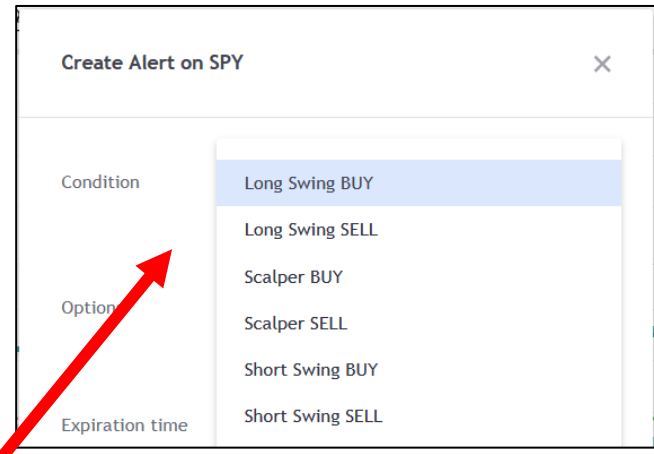 Create Alert on SPY
Condition
Long Swing BUY
Long Swing SELL
Scalper BUY
Option
Scalper SELL
Short Swing BUY
Expiration time
Short Swing SELL